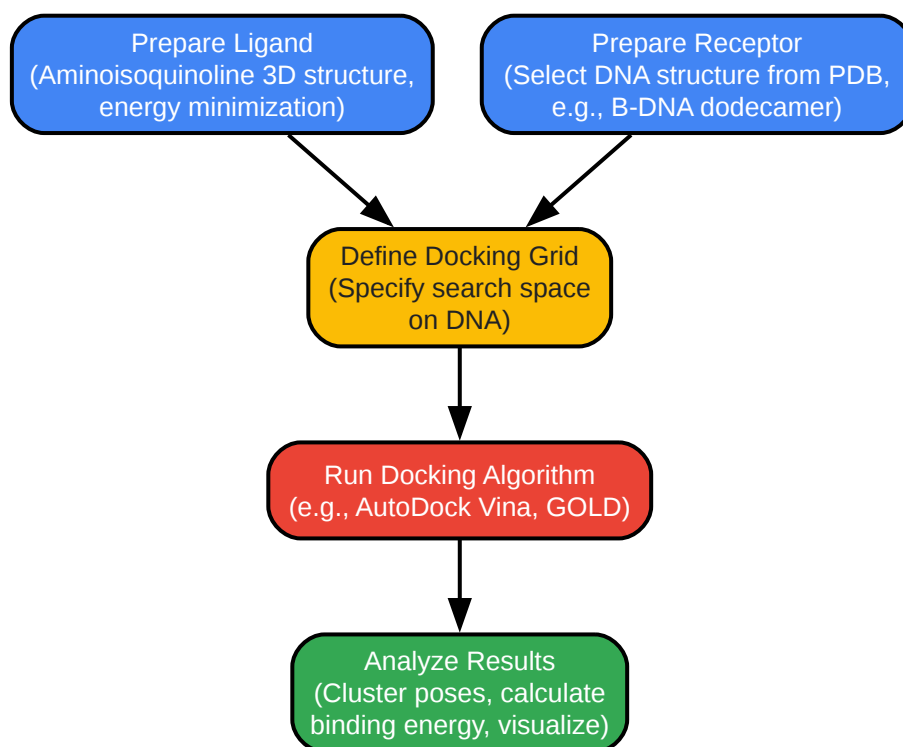 Prepare Ligand
(Aminoisoquinoline 3D structure,
energy minimization)
Prepare Receptor
(Select DNA structure from PDB,
e.g., B-DNA dodecamer)
Define Docking Grid
(Specify search space
on DNA)
Run Docking Algorithm
(e.g., AutoDock Vina, GOLD)
Analyze Results
(Cluster poses, calculate
binding energy, visualize)